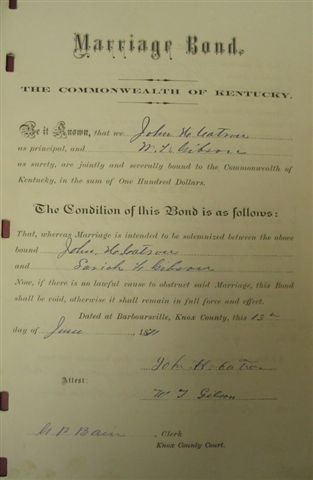 Marriage Bond.
THE COMMONWEALTH OF KENTUCKY.
Be it Known, that we John H.
as principal, and W. T. Gibson
as surety, are jointly and severally bound to the Commonwealth of
Kentucky, in the sum of One Hundred Dollars.
The Condition of this Bond is as follows:
That, whereas Marriage is intended to be solemnized between the above
bound John H.
and Gibson
Now, if there is no lawful cause to obstruct said Marriage, this Bond
shall be void, otherwise it shall remain in full force and effect.
Dated at Barboursville, Knox County, this 13th
day of June 18
John H.
Attest:
W T Gibson
Bain, Clerk
Knox County Court.